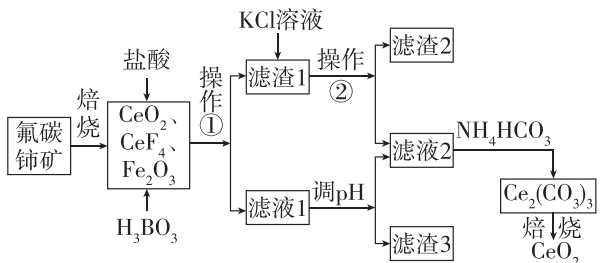 KCl溶液
盐酸
操作
①
滤渣1
操作
②
滤渣2
焙烧
氟碳
铈矿
CeO₂、
CeF₄、
Fe₂O₃
滤液2
NH₄HCO₃
滤液1
调pH
Ce₂(CO₃)₃
H₃BO₃
滤渣3
焙 烧
CeO₂